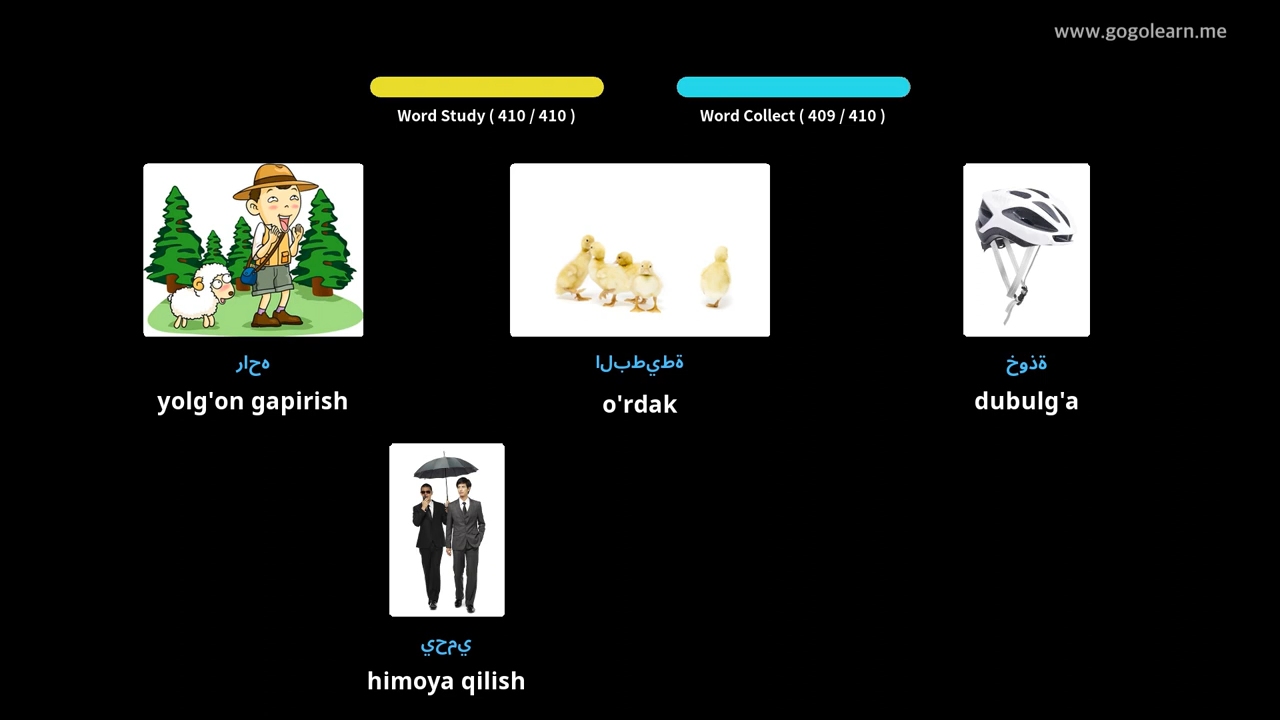 www.gogolearn.me
Word Study ( 410 / 410 )
Word Collect ( 409 / 410 )
راحه
yolg'on gapirish
البطيطة
o'rdak
خوذة
dubulg'a
يحمي
himoya qilish